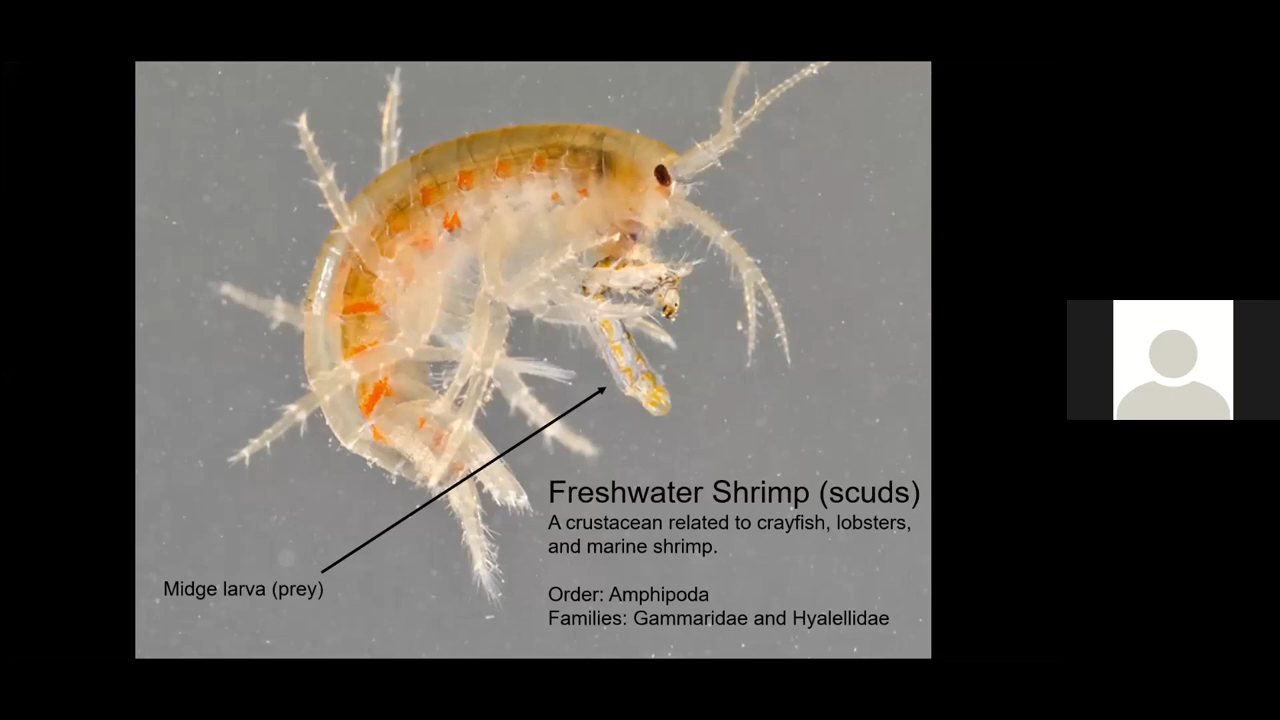 Freshwater Shrimp (scuds)
A crustacean related to crayfish, lobsters,
and marine shrimp.
Order: Amphipoda
Families: Gammaridae and Hyalellidae
Midge larva (prey)